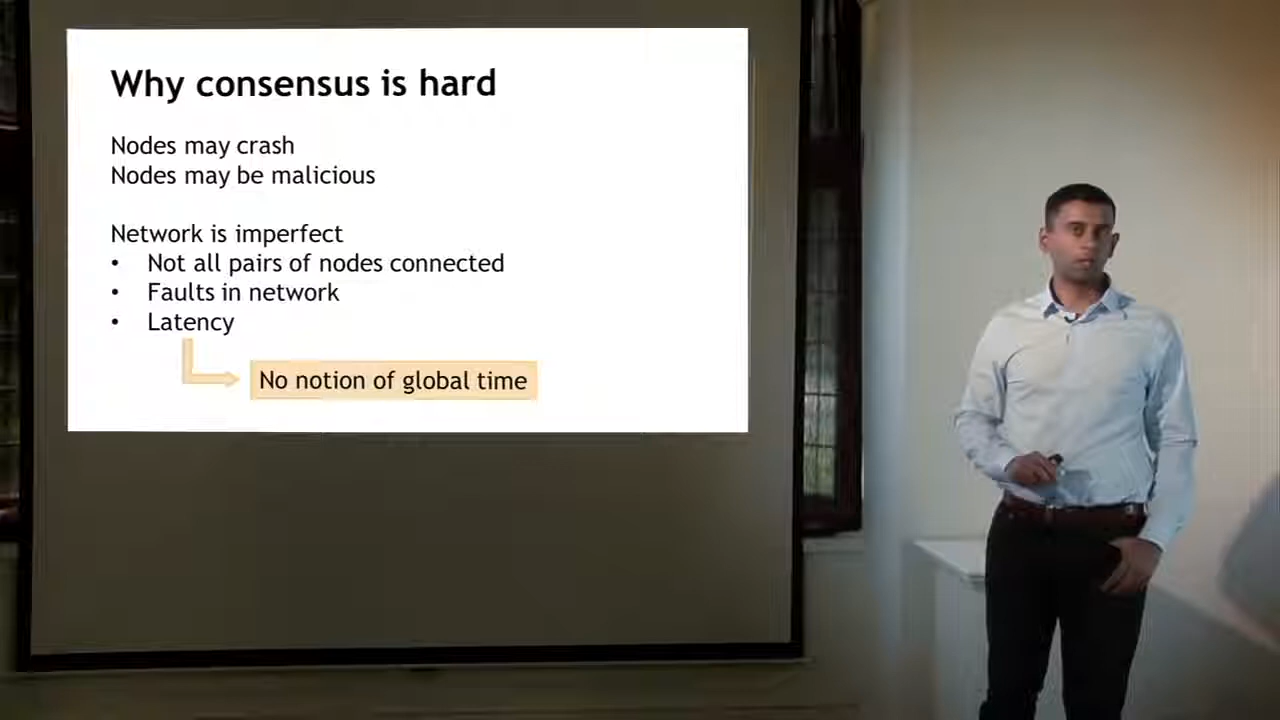 Why consensus is hard
Nodes may crash
Nodes may be malicious
Network is imperfect
• Not all pairs of nodes connected
• Faults in network
• Latency
No notion of global time